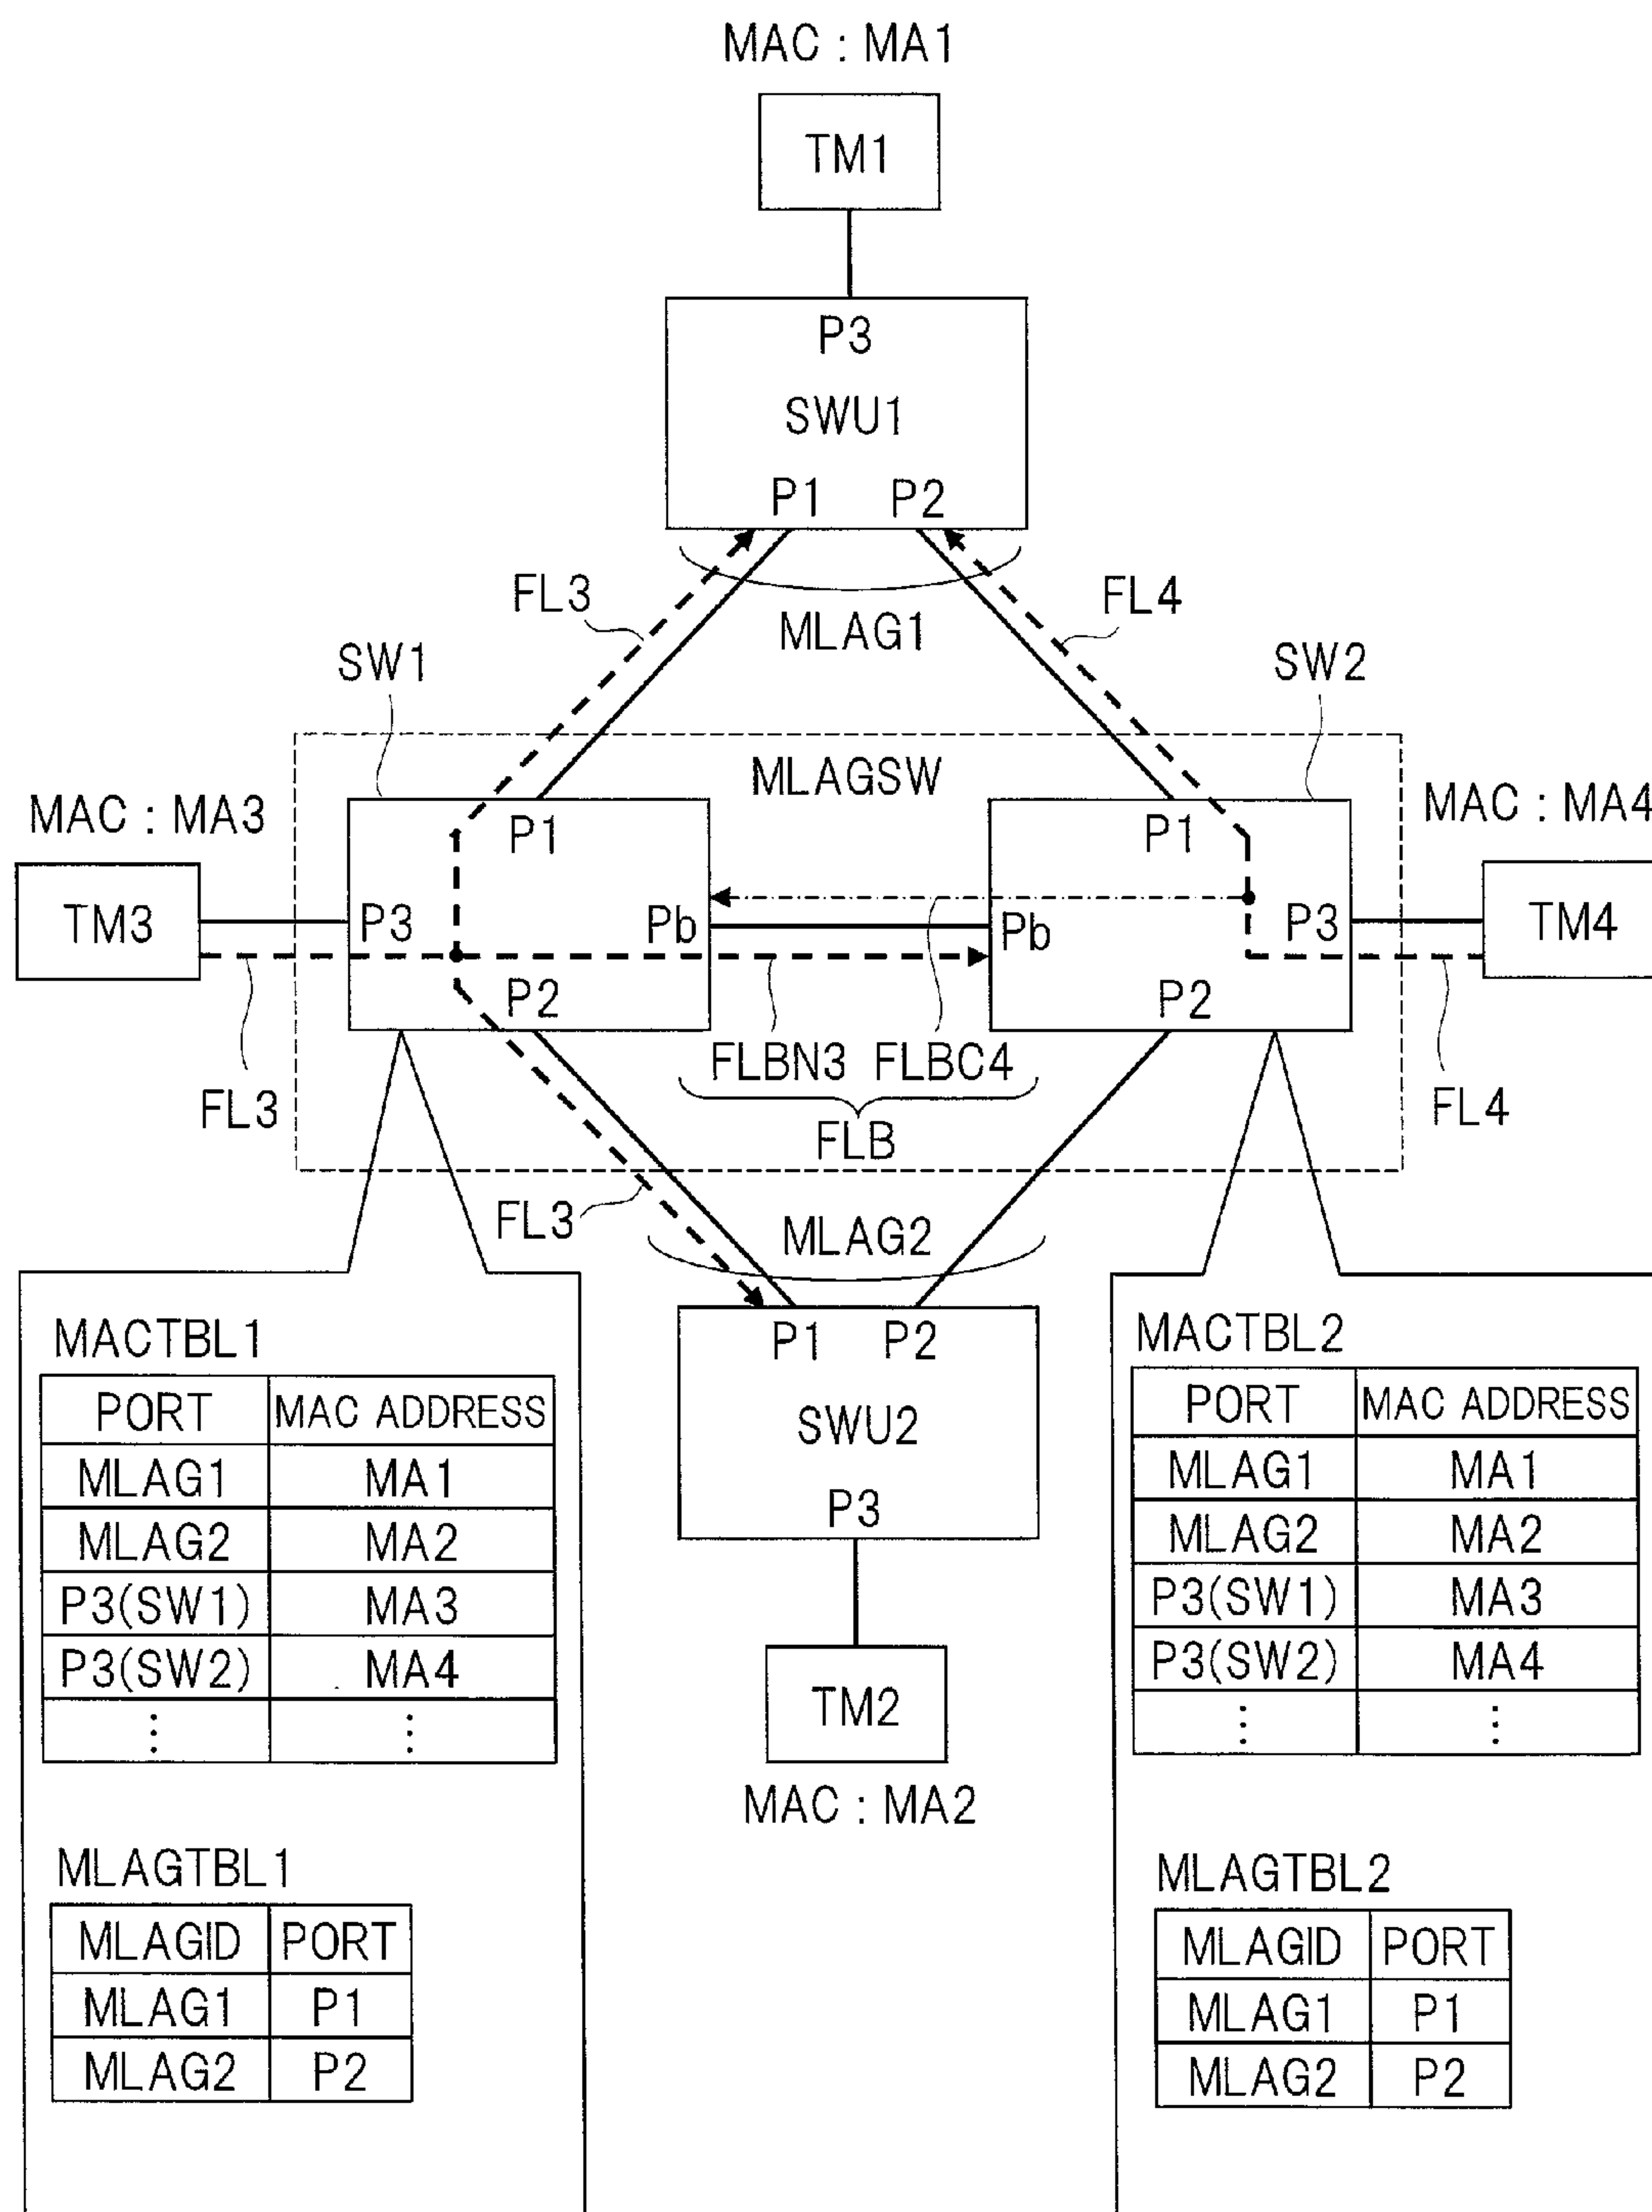 MAC : MA1
TM1
P3
SWU1
P1 P2
FL3
MLAG1
FL4
SW1
SW2
MLAGSW
MAC : MA3
P1
P1
MAC : MA4
TM3
P3
Pb
Pb
P3
TM4
P2
P2
FLBN3 FLBC4
FL3
FLB
FL4
FL3
MLAG2
P1 P2
SWU2
P3
TM2
MAC : MA2
MACTBL1
PORT MAC ADDRESS
MLAG1 MA1
MLAG2 MA2
P3(SW1) MA3
P3(SW2) MA4
⋮ ⋮
MLAGTBL1
MLAGID PORT
MLAG1 P1
MLAG2 P2
MACTBL2
PORT MAC ADDRESS
MLAG1 MA1
MLAG2 MA2
P3(SW1) MA3
P3(SW2) MA4
⋮ ⋮
MLAGTBL2
MLAGID PORT
MLAG1 P1
MLAG2 P2